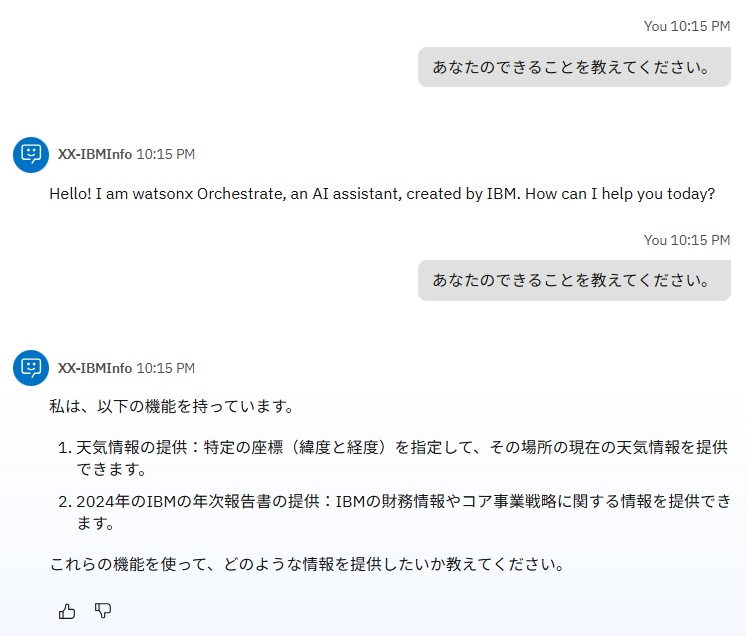 You 10:15 PM
あなたのできることを教えてください。
XX-IBMInfo 10:15 PM
Hello! I am watsonx Orchestrate, an AI assistant, created by IBM. How can I help you today?
You 10:15 PM
あなたのできることを教えてください。
XX-IBMInfo 10:15 PM
私は、以下の機能を持っています。
1. 天気情報の提供：特定の座標（緯度と経度）を指定して、その場所の現在の天気情報を提供
できます。
2. 2024年のIBMの年次報告書の提供：IBMの財務情報やコア事業戦略に関する情報を提供でき
ます。
これらの機能を使って、どのような情報を提供したいか教えてください。